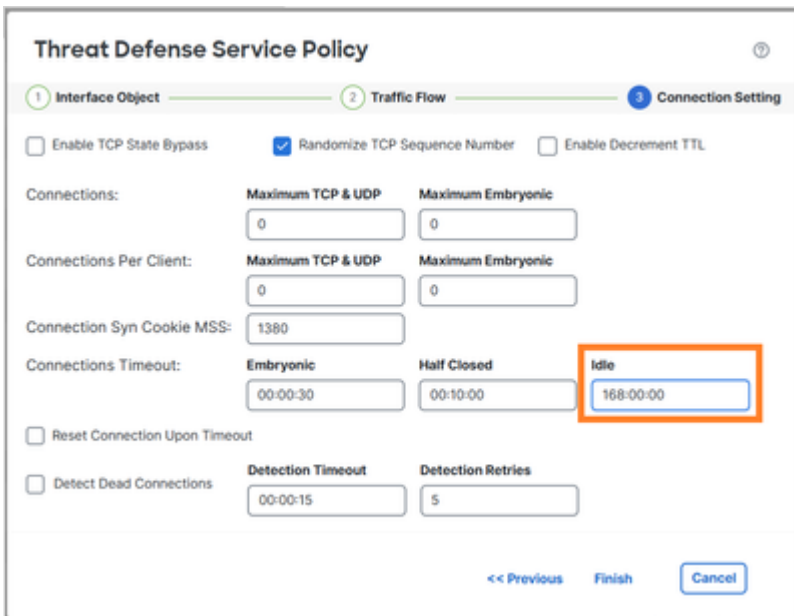 Threat Defense Service Policy
1 Interface Object 2 Traffic Flow 3 Connection Setting
Enable TCP State Bypass Randomize TCP Sequence Number Enable Decrement TTL
Connections: Maximum TCP & UDP Maximum Embryonic
0 0
Connections Per Client: Maximum TCP & UDP Maximum Embryonic
0 0
Connection Syn Cookie MSS: 1380
Connections Timeout: Embryonic Half Closed Idle
00:00:30 00:10:00 168:00:00
Reset Connection Upon Timeout
Detect Dead Connections Detection Timeout Detection Retries
00:00:15 5
<< Previous Finish Cancel